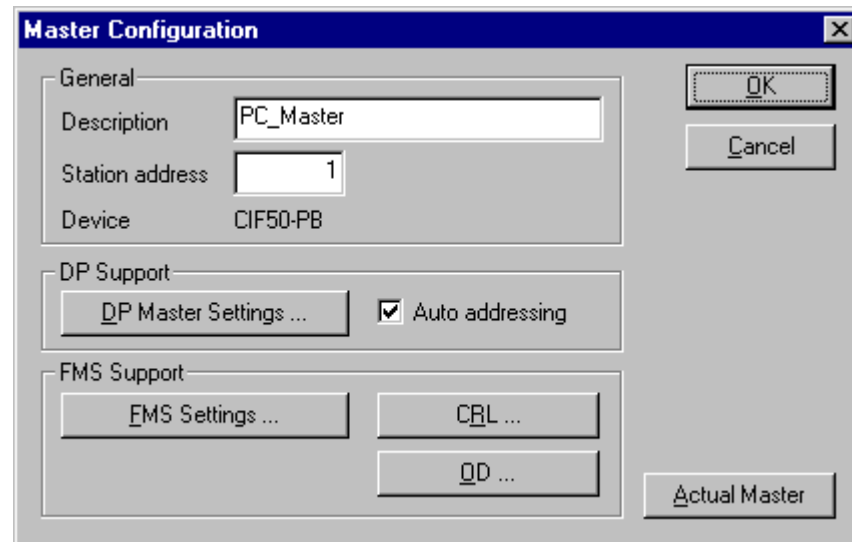 Master Configuration
General
Description PC_Master
Station address 1
Device CIF50-PB
OK
Cancel
DP Support
DP Master Settings ... Auto addressing
FMS Support
FMS Settings ... CRL ...
OD ...
Actual Master